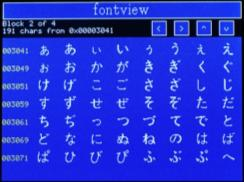 fontview
Block 2 of 4
191 chars from 0x00003041
< > ^ v
003041 ぁ あ ぃ い ぅ う ぇ え
003049 ぉ お か が き ぎ く ぐ
003051 け げ こ ご さ ざ し じ
003059 す ず せ ぜ そ ぞ た だ
003061 ち ぢ っ つ づ て で と
003069 ど な に ぬ ね の は ば
003071 ぱ ひ び ぴ ふ ぶ ぷ へ